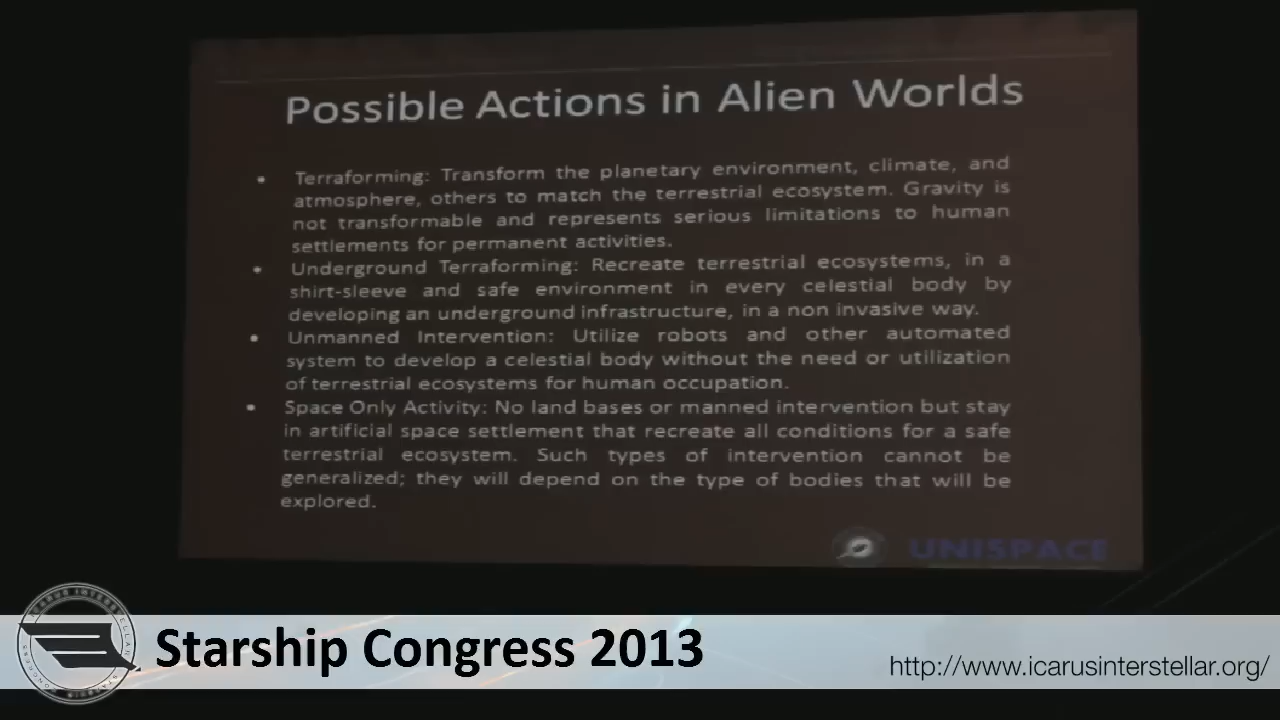 Possible Actions in Alien Worlds
• Terraforming: Transform the planetary environment, climate, and
atmosphere, others to match the terrestrial ecosystem. Gravity is
not transformable and represents serious limitations to human
settlements for permanent activities.
• Underground Terraforming: Recreate terrestrial ecosystems, in a
shirt-sleeve and safe environment in every celestial body by
developing an underground infrastructure, in a non invasive way.
• Unmanned Intervention: Utilize robots and other automated
system to develop a celestial body without the need or utilization
of terrestrial ecosystems for human occupation.
• Space Only Activity: No land bases or manned intervention but stay
in artificial space settlement that recreate all conditions for a safe
terrestrial ecosystem. Such types of intervention cannot be
generalized; they will depend on the type of bodies that will be
explored.
UNISPACE
ICARUS INTERSTELLAR
STARSHIP CONGRESS
Starship Congress 2013
http://www.icarusinterstellar.org/